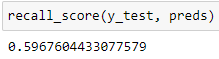 recall_score(y_test, preds)
0.5967604433077579